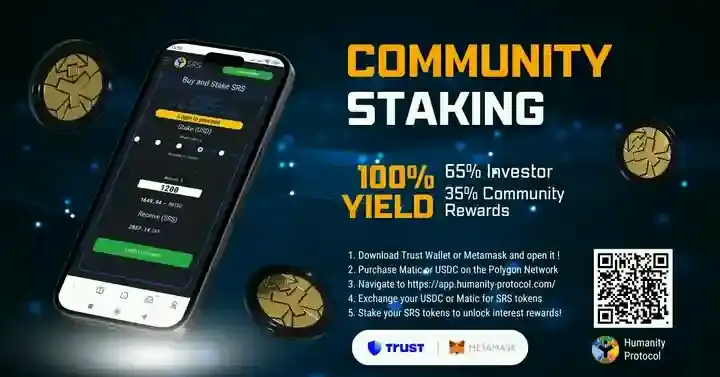 COMMUNITY
STAKING
100%
YIELD
65% Investor
35% Community
Rewards
SRS
Buy and Stake SRS
Login to proceed
Stake (USD)
1200
Receive (SRS)
1. Download Trust Wallet or Metamask and open it !
2. Purchase Matic or USDC on the Polygon Network
3. Navigate to https://app.humanity-protocol.com/
4. Exchange your USDC or Matic for SRS tokens
5. Stake your SRS tokens to unlock interest rewards!
TRUST
METAMASK
Humanity
Protocol